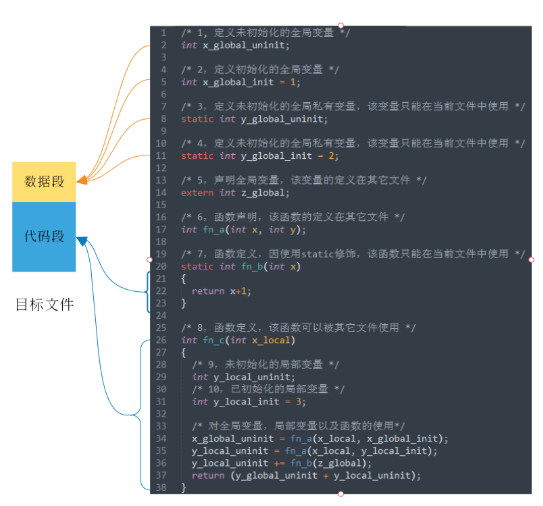 数据段
代码段
目标文件
1 /* 1, 定义未初始化的全局变量 */
2 int x_global_uninit;
3
4 /* 2, 定义初始化的全局变量 */
5 int x_global_init = 1;
6
7 /* 3, 定义未初始化的全局私有变量，该变量只能在当前文件中使用 */
8 static int y_global_uninit;
9
10 /* 4, 定义未初始化的全局私有变量，该变量只能在当前文件中使用 */
11 static int y_global_init = 2;
12
13 /* 5, 声明全局变量，该变量的定义在其它文件 */
14 extern int z_global;
15
16 /* 6, 函数声明，该函数的定义在其它文件 */
17 int fn_a(int x, int y);
18
19 /* 7, 函数定义，因使用static修饰，该函数只能在当前文件中使用 */
20 static int fn_b(int x)
21 {
22 return x+1;
23 }
24
25 /* 8, 函数定义，该函数可以被其它文件使用 */
26 int fn_c(int x_local)
27 {
28 /* 9, 未初始化的局部变量 */
29 int y_local_uninit;
30 /* 10, 已初始化的局部变量 */
31 int y_local_init = 3;
32
33 /* 对全局变量，局部变量以及函数的使用*/
34 x_global_uninit = fn_a(x_local, x_global_init);
35 y_local_uninit = fn_a(x_local, y_local_init);
36 y_local_uninit += fn_b(z_global);
37 return (y_global_uninit + y_local_uninit);
38 }